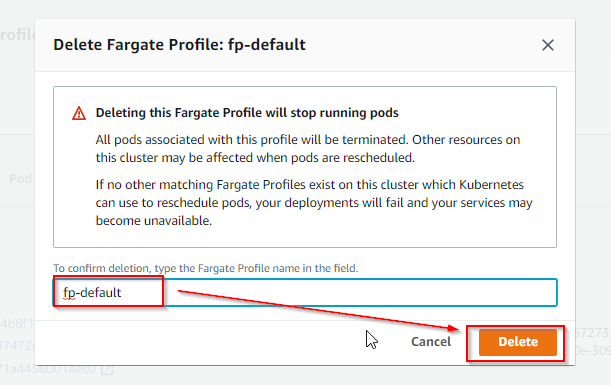 Profile
Delete Fargate Profile: fp-default
Deleting this Fargate Profile will stop running pods
All pods associated with this profile will be terminated. Other resources on
this cluster may be affected when pods are rescheduled.
If no other matching Fargate Profiles exist on this cluster which Kubernetes
can use to reschedule pods, your deployments will fail and your services may
become unavailable.
Pod
To confirm deletion, type the Fargate Profile name in the field.
fp-default
Cancel
Delete